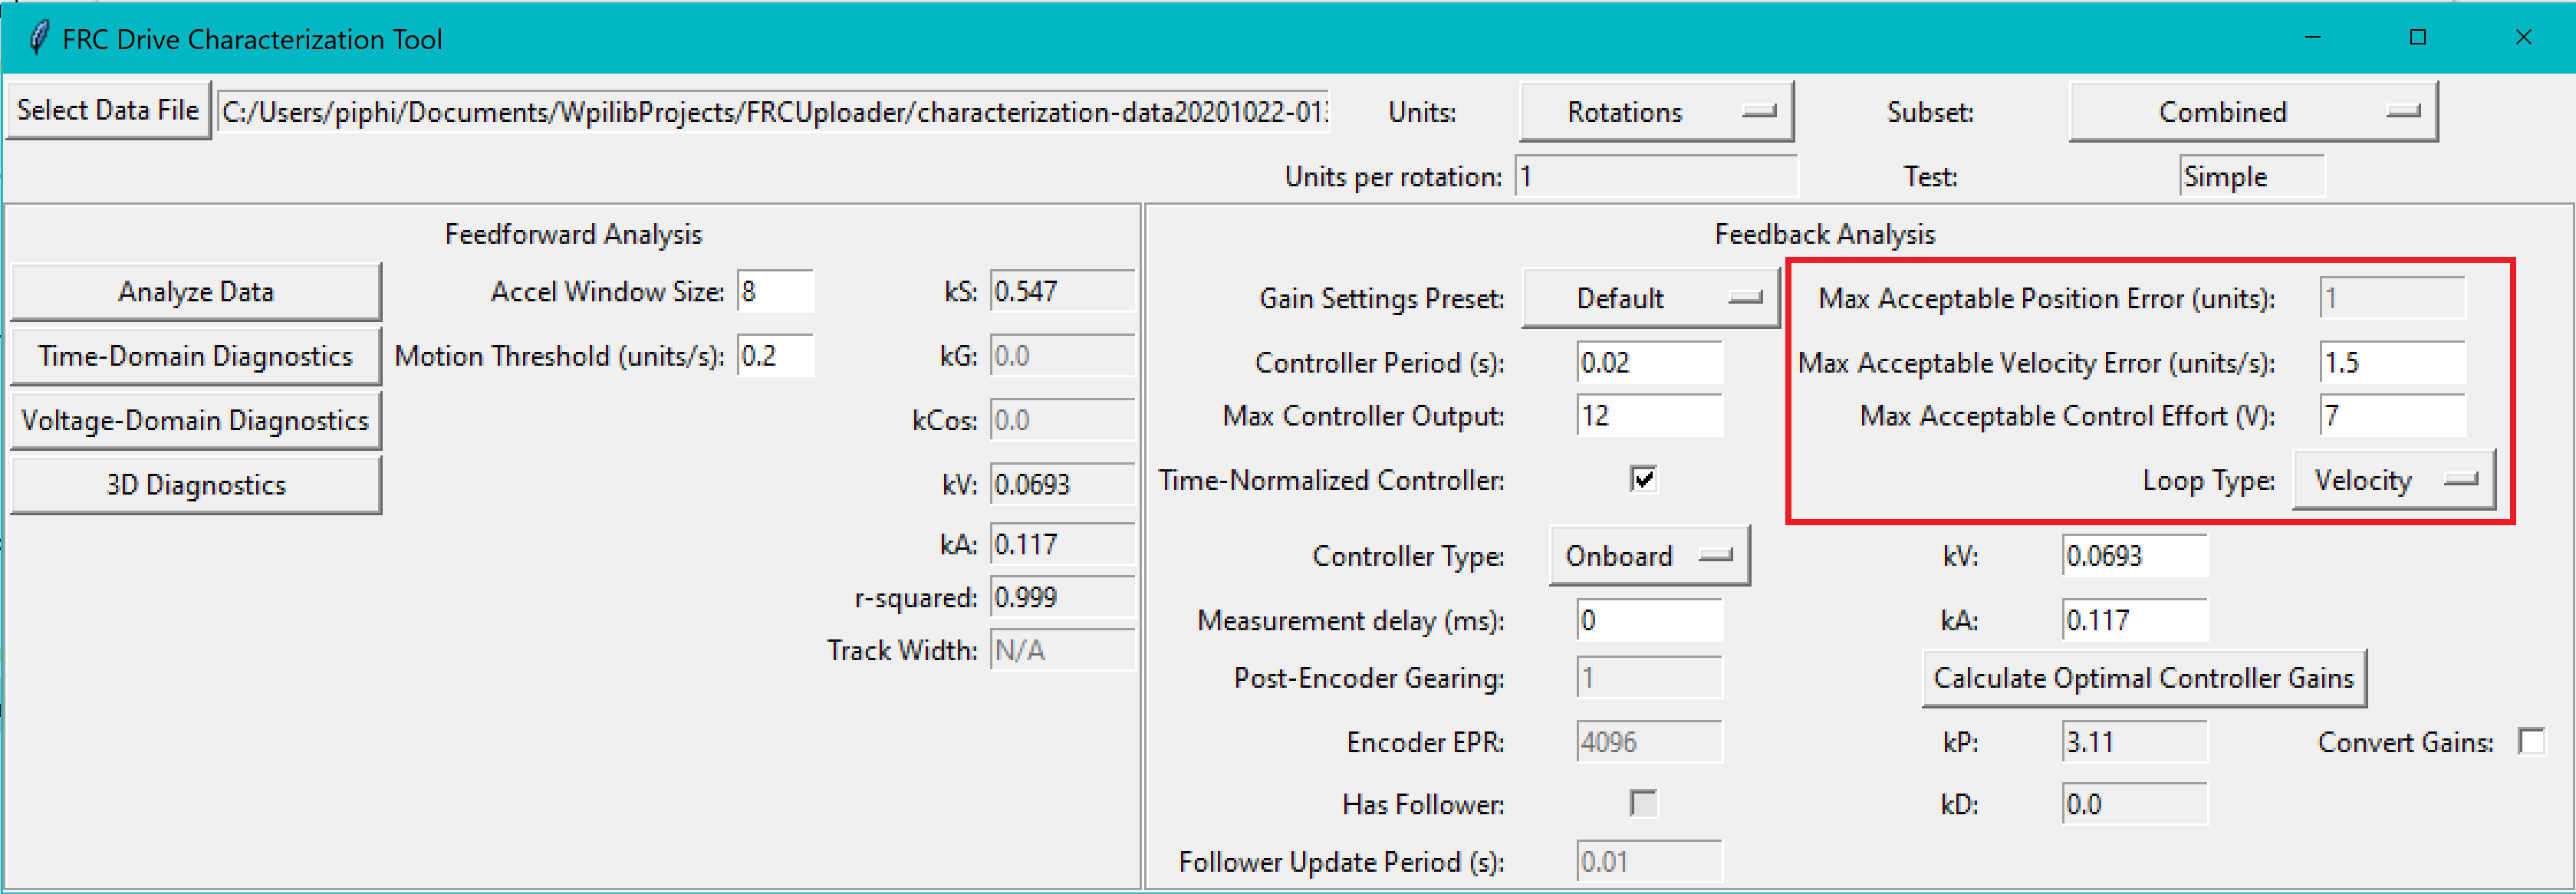 FRC Drive Characterization Tool
Select Data File C:/Users/piphi/Documents/WpilibProjects/FRCUploader/characterization-data20201022-013 Units: Rotations Subset: Combined
Units per rotation: 1 Test: Simple
Feedforward Analysis
Analyze Data Accel Window Size: 8 kS: 0.547
Time-Domain Diagnostics Motion Threshold (units/s): 0.2 kG: 0.0
Voltage-Domain Diagnostics kCos: 0.0
3D Diagnostics kV: 0.0693
kA: 0.117
r-squared: 0.999
Track Width: N/A
Feedback Analysis
Gain Settings Preset: Default Max Acceptable Position Error (units): 1
Controller Period (s): 0.02 Max Acceptable Velocity Error (units/s): 1.5
Max Controller Output: 12 Max Acceptable Control Effort (V): 7
Time-Normalized Controller: Loop Type: Velocity
Controller Type: Onboard kV: 0.0693
Measurement delay (ms): 0 kA: 0.117
Post-Encoder Gearing: 1 Calculate Optimal Controller Gains
Encoder EPR: 4096 kP: 3.11 Convert Gains:
Has Follower: kD: 0.0
Follower Update Period (s): 0.01